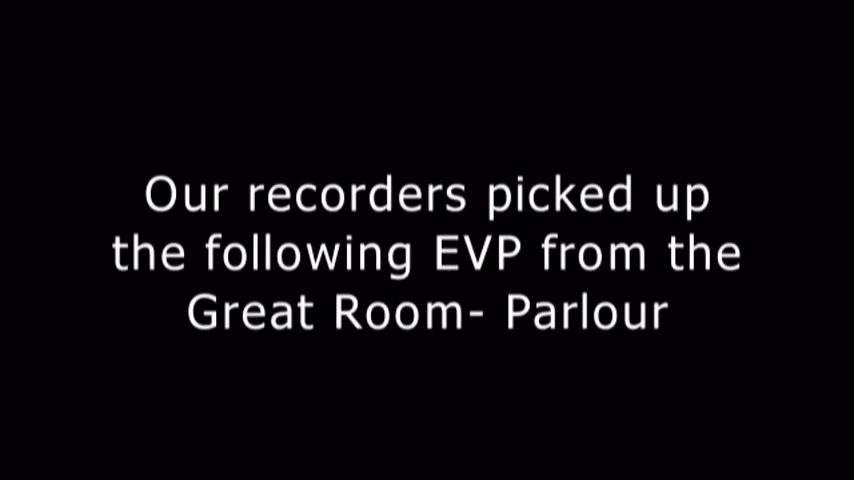 Our recorders picked up
the following EVP from the
Great Room- Parlour